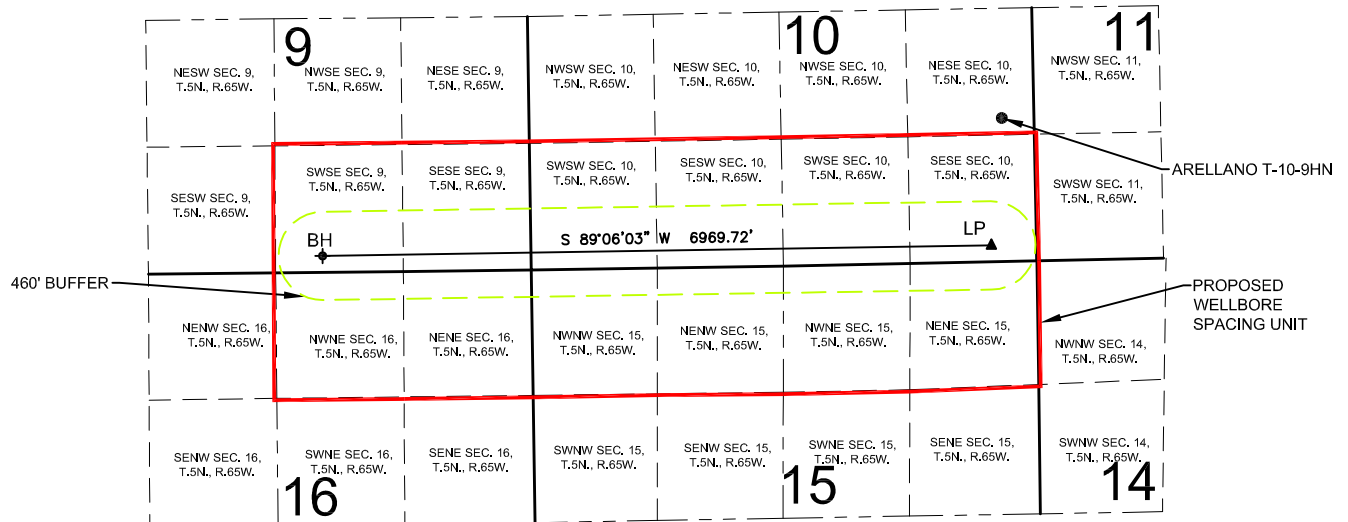 9
10
11
NESW SEC. 9,
T.5N., R.65W.
NWSE SEC. 9,
T.5N., R.65W.
NESE SEC. 9,
T.5N., R.65W.
NWSW SEC. 10,
T.5N., R.65W.
NESW SEC. 10,
T.5N., R.65W.
NWSE SEC. 10,
T.5N., R.65W.
NESE SEC. 10,
T.5N., R.65W.
NWSW SEC. 11,
T.5N., R.65W.
ARELLANO T-10-9HN
SESW SEC. 9,
T.5N., R.65W.
SWSE SEC. 9,
T.5N., R.65W.
SESE SEC. 9,
T.5N., R.65W.
SWSW SEC. 10,
T.5N., R.65W.
SESW SEC. 10,
T.5N., R.65W.
SWSE SEC. 10,
T.5N., R.65W.
SESE SEC. 10,
T.5N., R.65W.
SWSW SEC. 11,
T.5N., R.65W.
BH
S 89°06'03" W 6969.72'
LP
460' BUFFER
PROPOSED
WELLBORE
SPACING UNIT
NENW SEC. 16,
T.5N., R.65W.
NWNE SEC. 16,
T.5N., R.65W.
NENE SEC. 16,
T.5N., R.65W.
NWNW SEC. 15,
T.5N., R.65W.
NENW SEC. 15,
T.5N., R.65W.
NWNE SEC. 15,
T.5N., R.65W.
NENE SEC. 15,
T.5N., R.65W.
NWNW SEC. 14,
T.5N., R.65W.
SENW SEC. 16,
T.5N., R.65W.
SWNE SEC. 16,
T.5N., R.65W.
SENE SEC. 16,
T.5N., R.65W.
SWNW SEC. 15,
T.5N., R.65W.
SENW SEC. 15,
T.5N., R.65W.
SWNE SEC. 15,
T.5N., R.65W.
SENE SEC. 15,
T.5N., R.65W.
SWNW SEC. 14,
T.5N., R.65W.
16
15
14